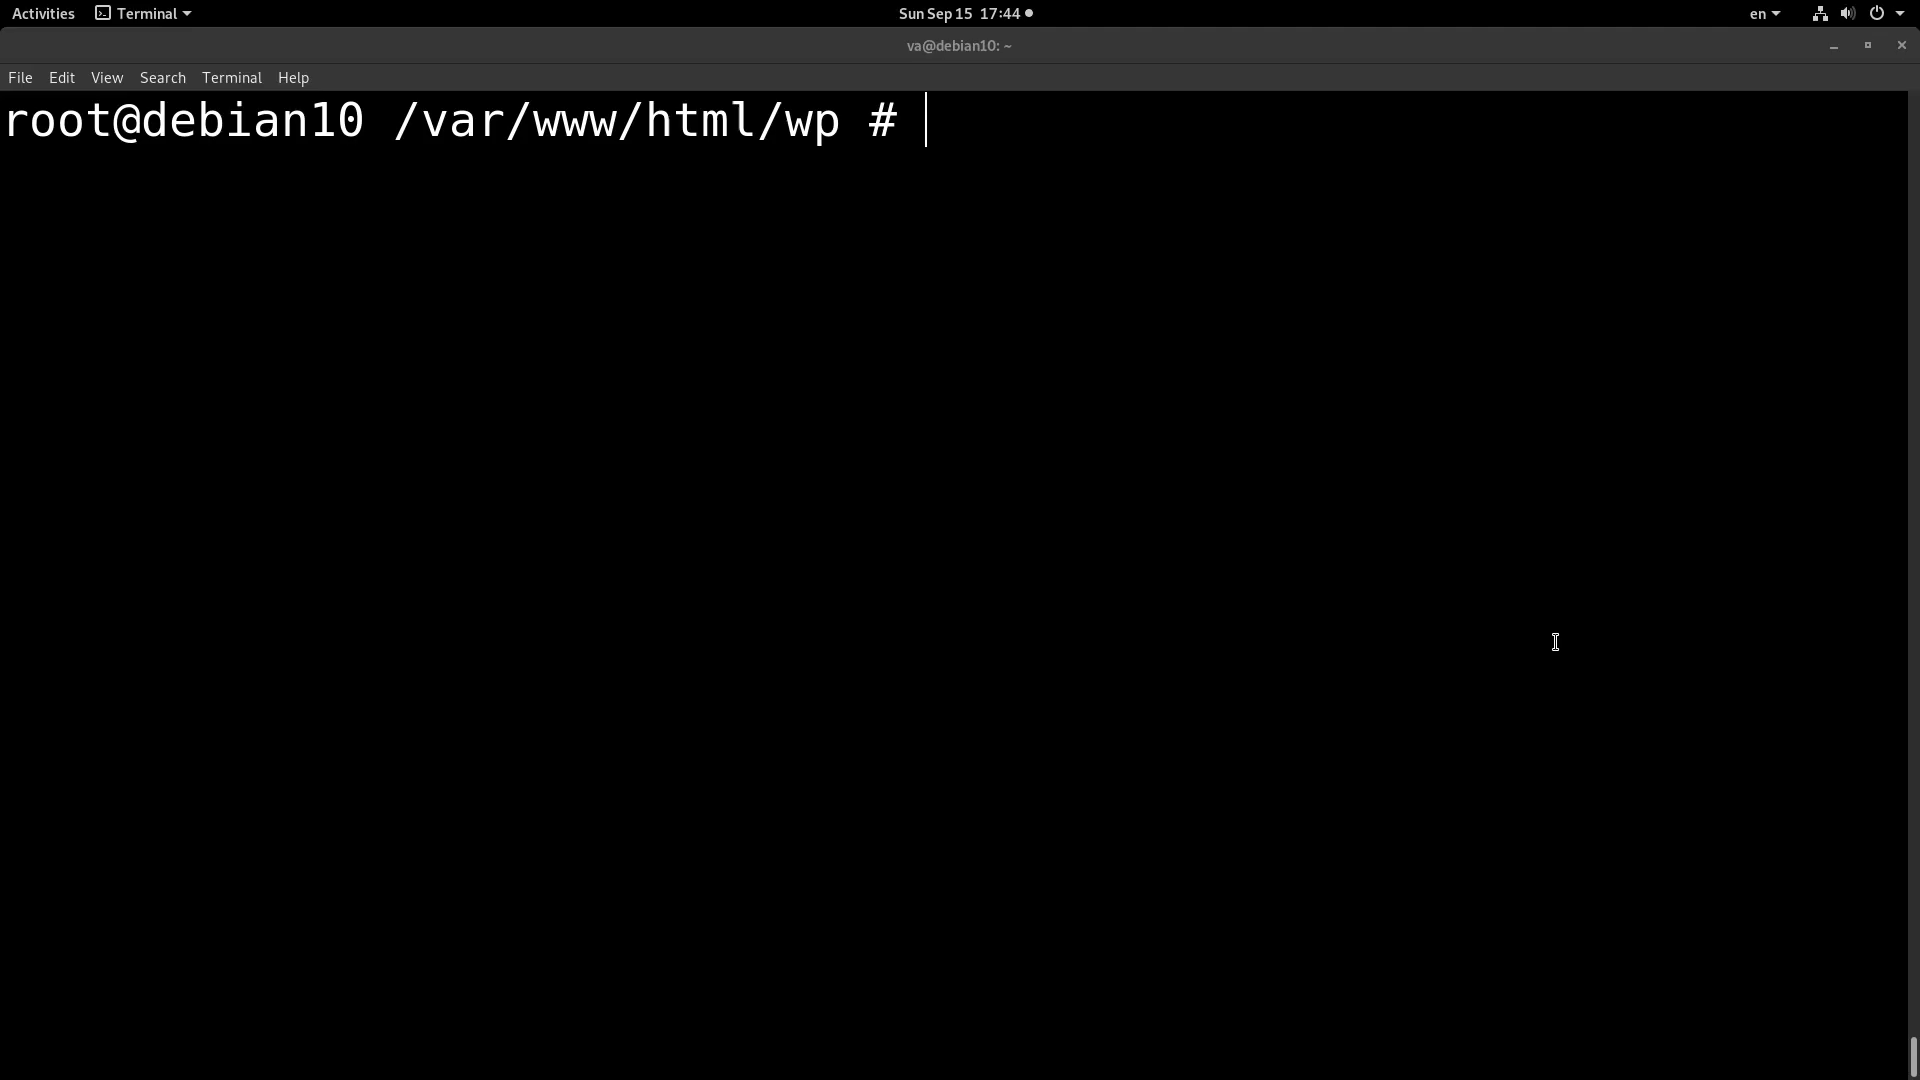 Activities Terminal Sun Sep 15 17:44 en
va@debian10: ~
File Edit View Search Terminal Help
root@debian10 /var/www/html/wp #